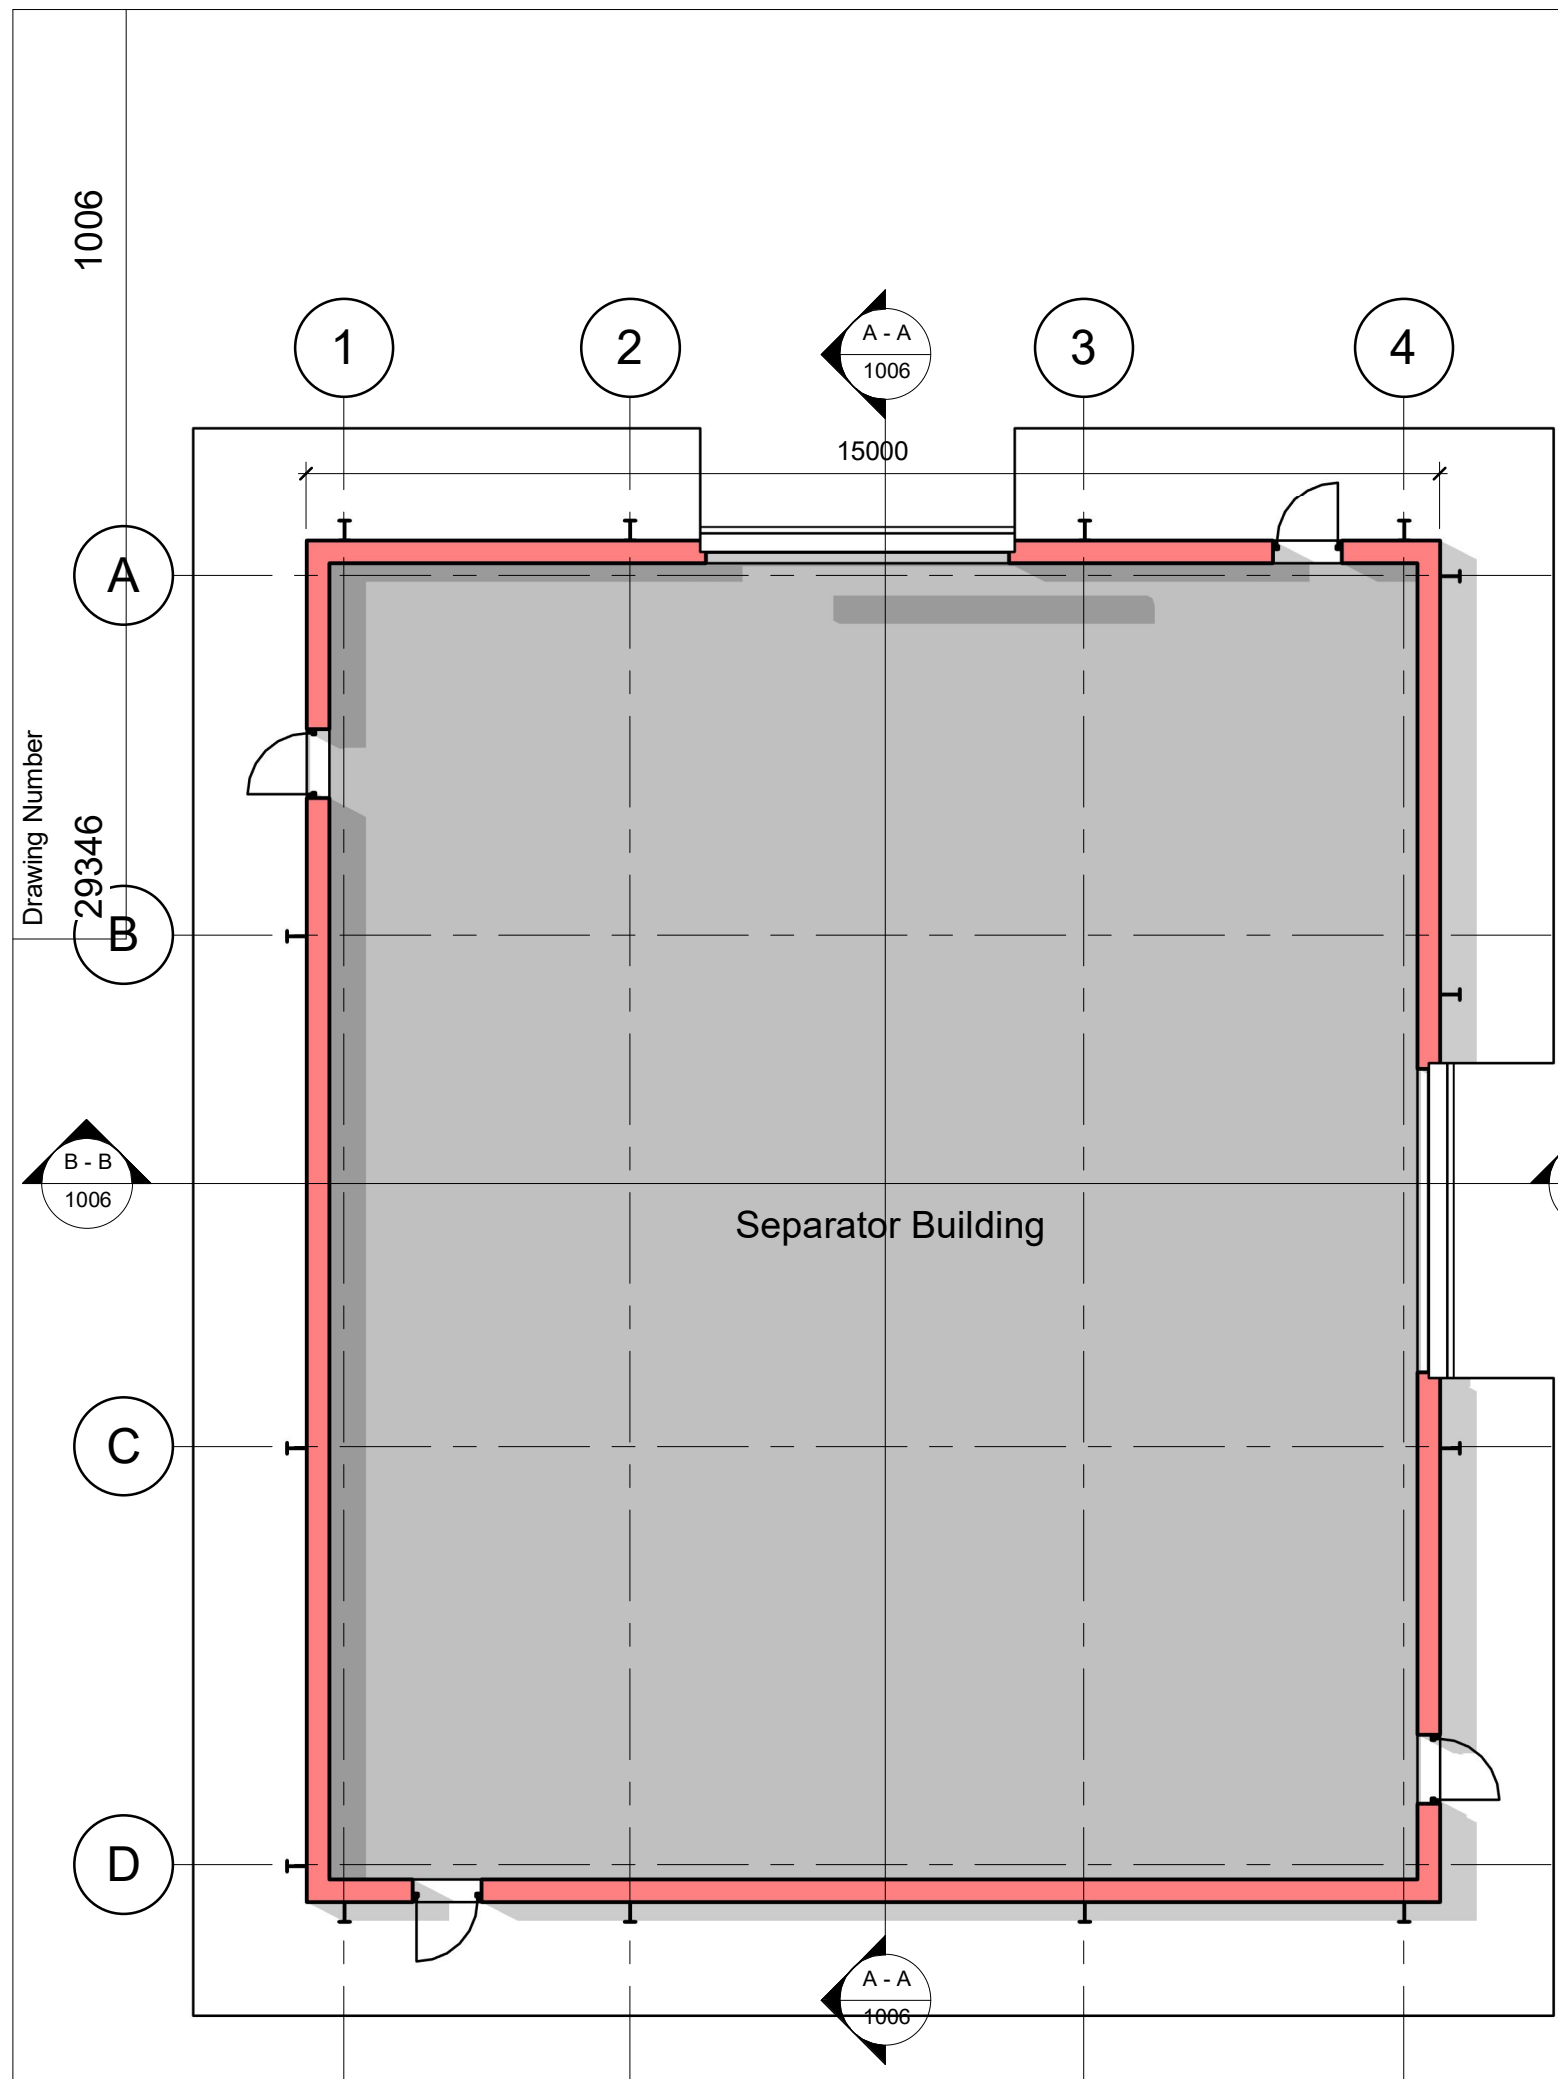 1006
Drawing Number
29346
1
2
A - A
1006
3
4
15000
A
B
B - B
1006
Separator Building
C
D
A - A
1006